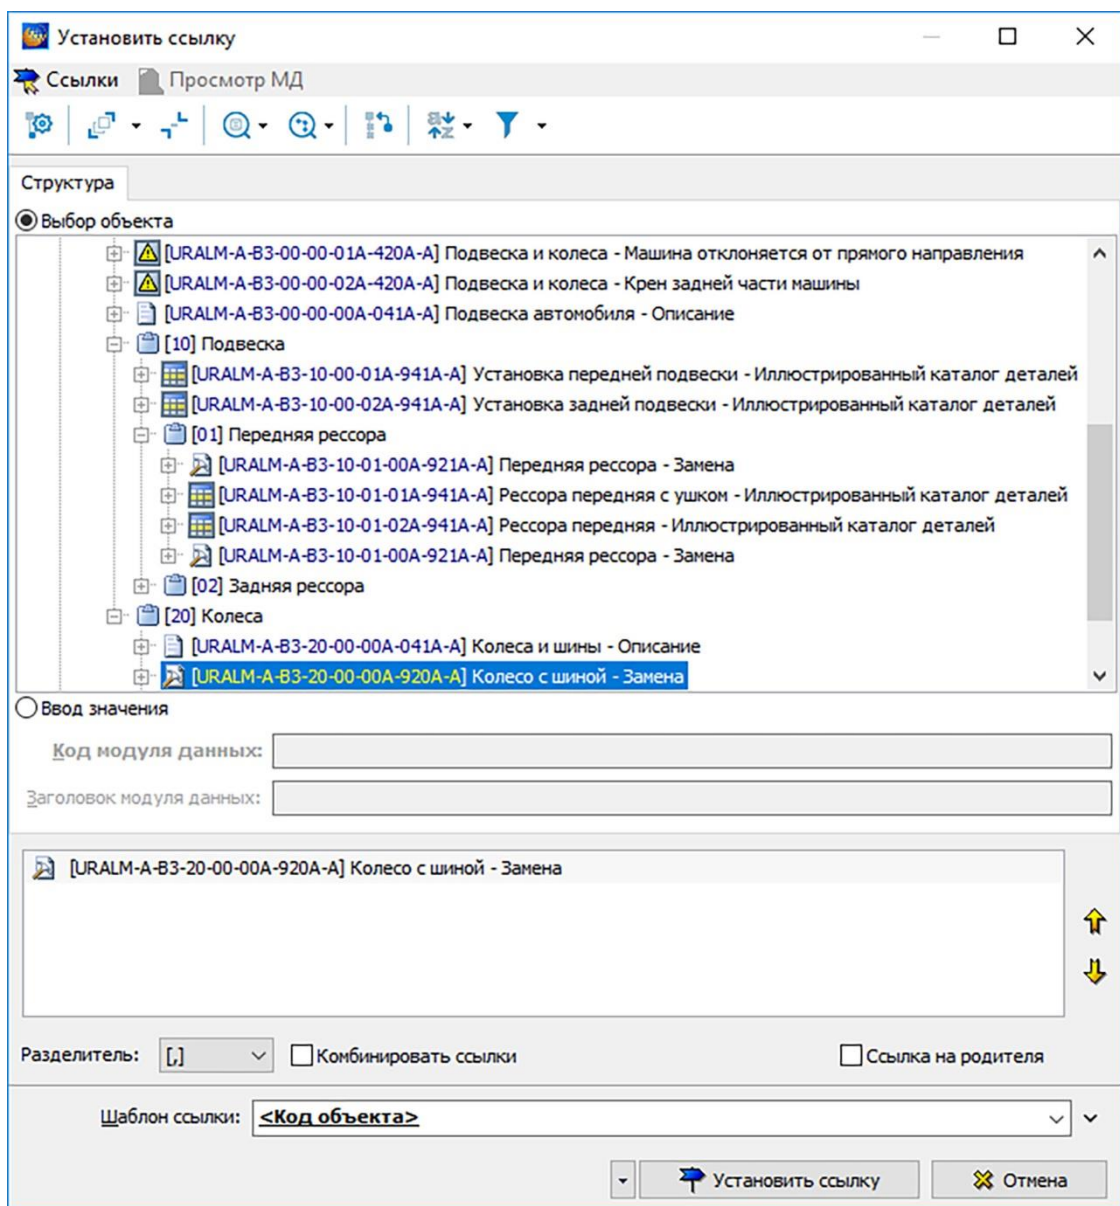 Установить ссылку
Ссылки Просмотр МД
Структура
Выбор объекта
[URALM-A-B3-00-00-01A-420A-A] Подвеска и колеса - Машина отклоняется от прямого направления
[URALM-A-B3-00-00-02A-420A-A] Подвеска и колеса - Крен задней части машины
[URALM-A-B3-00-00-00A-041A-A] Подвеска автомобиля - Описание
[10] Подвеска
[URALM-A-B3-10-00-01A-941A-A] Установка передней подвески - Иллюстрированный каталог деталей
[URALM-A-B3-10-00-02A-941A-A] Установка задней подвески - Иллюстрированный каталог деталей
[01] Передняя рессора
[URALM-A-B3-10-01-00A-921A-A] Передняя рессора - Замена
[URALM-A-B3-10-01-01A-941A-A] Рессора передняя с ушком - Иллюстрированный каталог деталей
[URALM-A-B3-10-01-02A-941A-A] Рессора передняя - Иллюстрированный каталог деталей
[URALM-A-B3-10-01-00A-921A-A] Передняя рессора - Замена
[02] Задняя рессора
[20] Колеса
[URALM-A-B3-20-00-00A-041A-A] Колеса и шины - Описание
[URALM-A-B3-20-00-00A-920A-A] Колесо с шиной - Замена
Ввод значения
Код модуля данных:
Заголовок модуля данных:
[URALM-A-B3-20-00-00A-920A-A] Колесо с шиной - Замена
Разделитель: [,] Комбинировать ссылки Ссылка на родителя
Шаблон ссылки: <Код объекта>
Установить ссылку Отмена